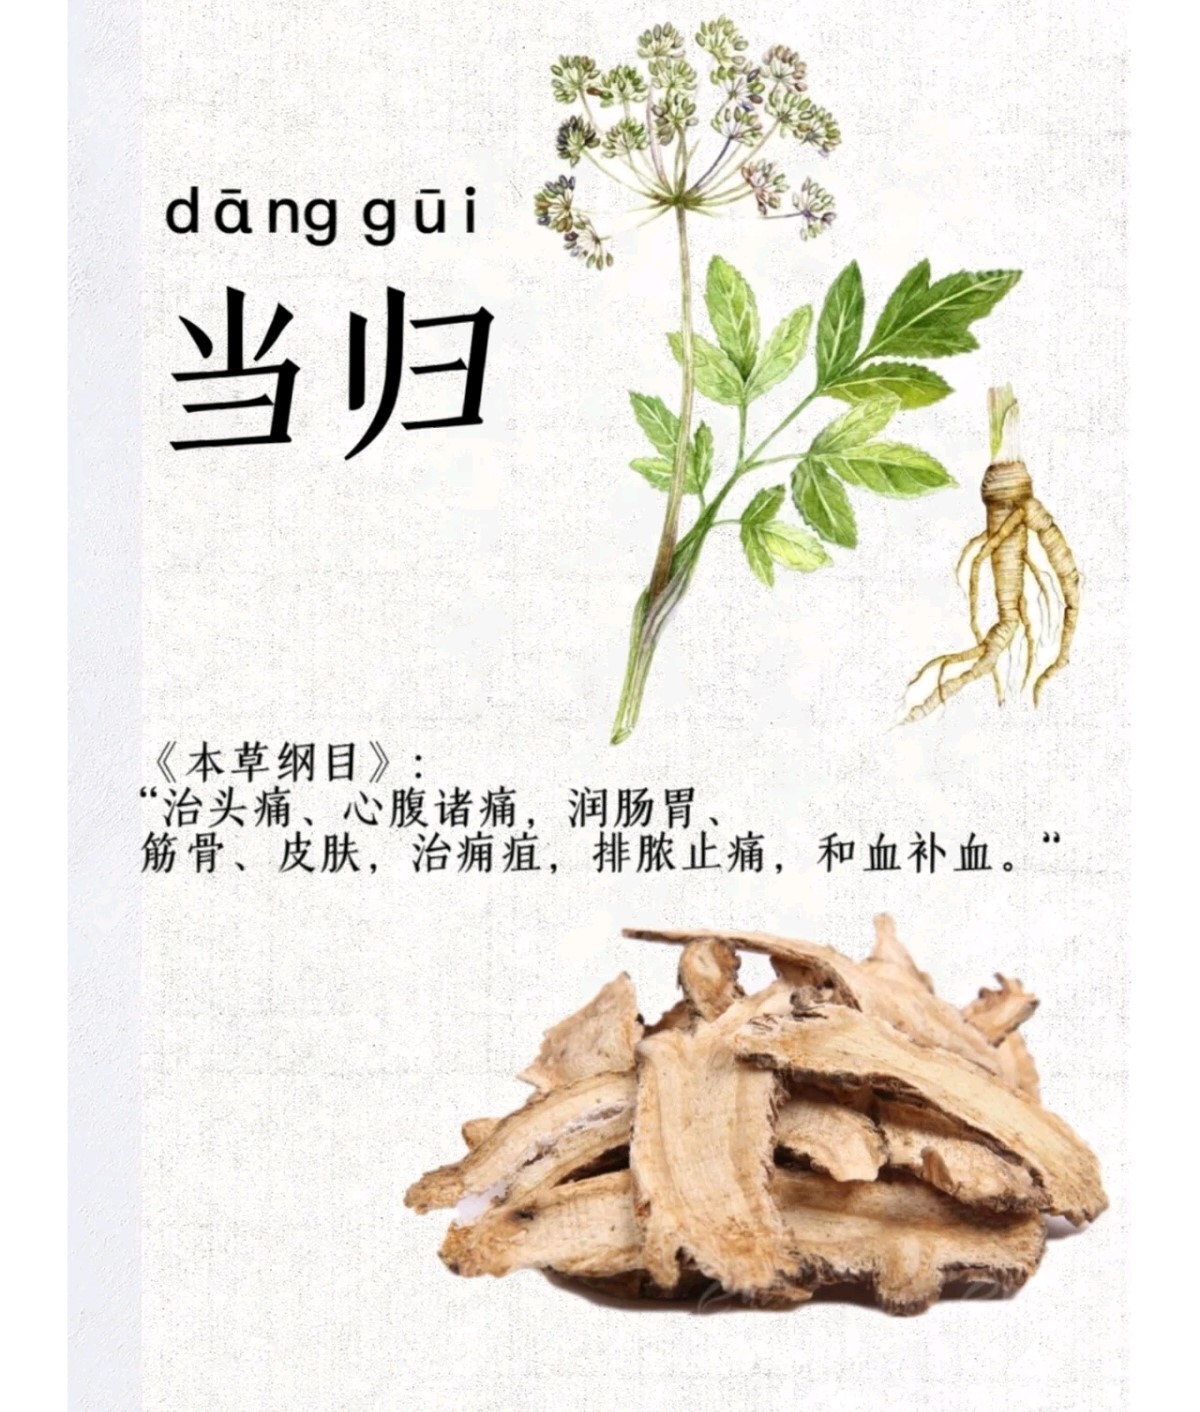 dāng gūi
当归
《本草纲目》：
“治头痛、心腹诸痛，润肠胃、
筋骨、皮肤，治痈疽，排脓止痛，和血补血。“